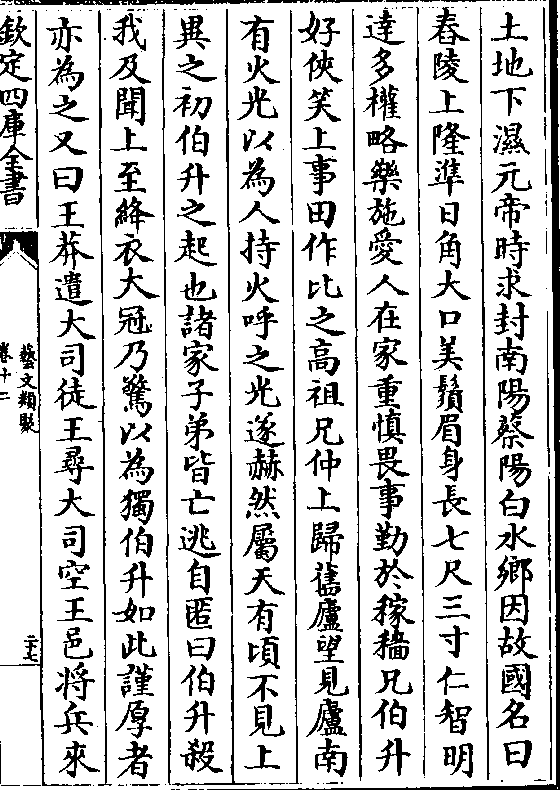 土地下濕元帝時求封南陽蔡陽白水鄉因故國名曰
舂陵上隆準日角大口美鬚眉身長七尺三寸仁智明
達多權略樂施愛人在家重慎畏事勤於稼穡兄伯升
好俠笑上事田作比之高祖兄仲上歸舊廬望見廬南
有火光以為人持火呼之光遂赫然屬天有頃不見上
異之初伯升之起也諸家子弟皆亡逃自匿曰伯升殺
我及聞上至絳衣大冠乃驚以為獨伯升如此謹厚者
亦為之又曰王莽遣大司徒王尋大司空王邑將兵來
欽定四庫全書
藝文類聚
卷十二
二十七